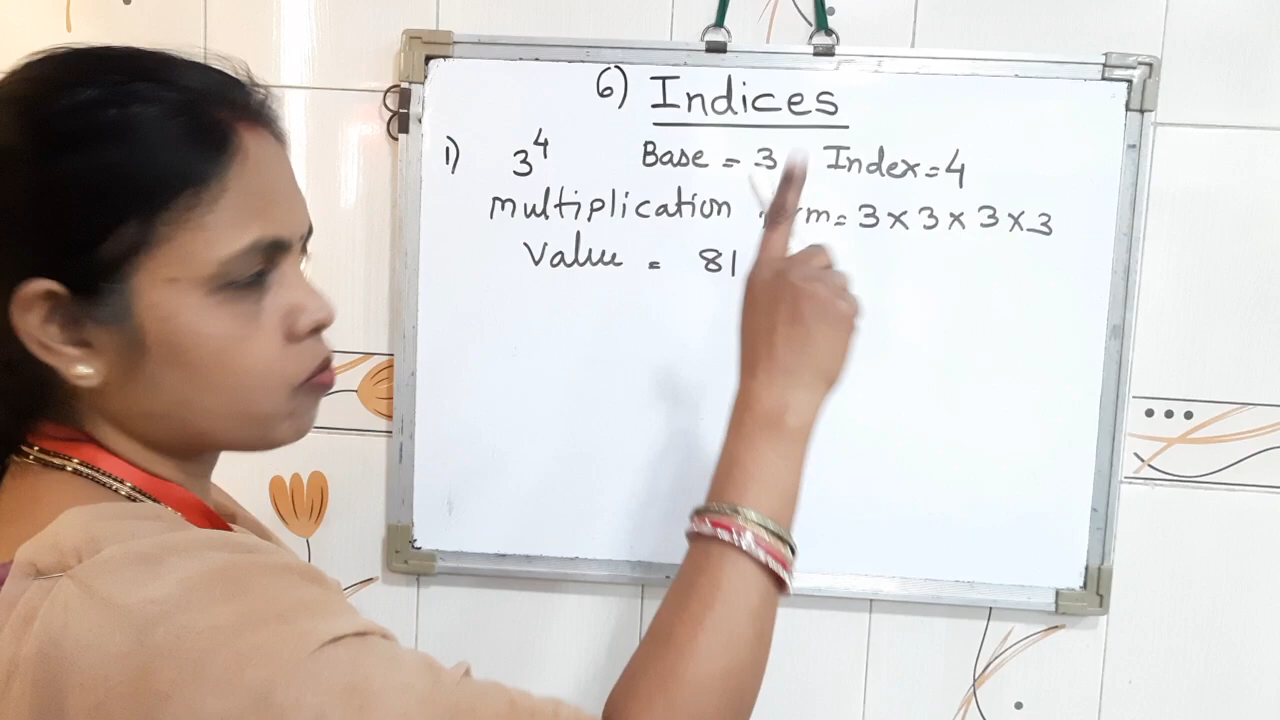 6) Indices
1) 3⁴ Base = 3 Index = 4
multiplication = 3 × 3 × 3 × 3
Value = 81